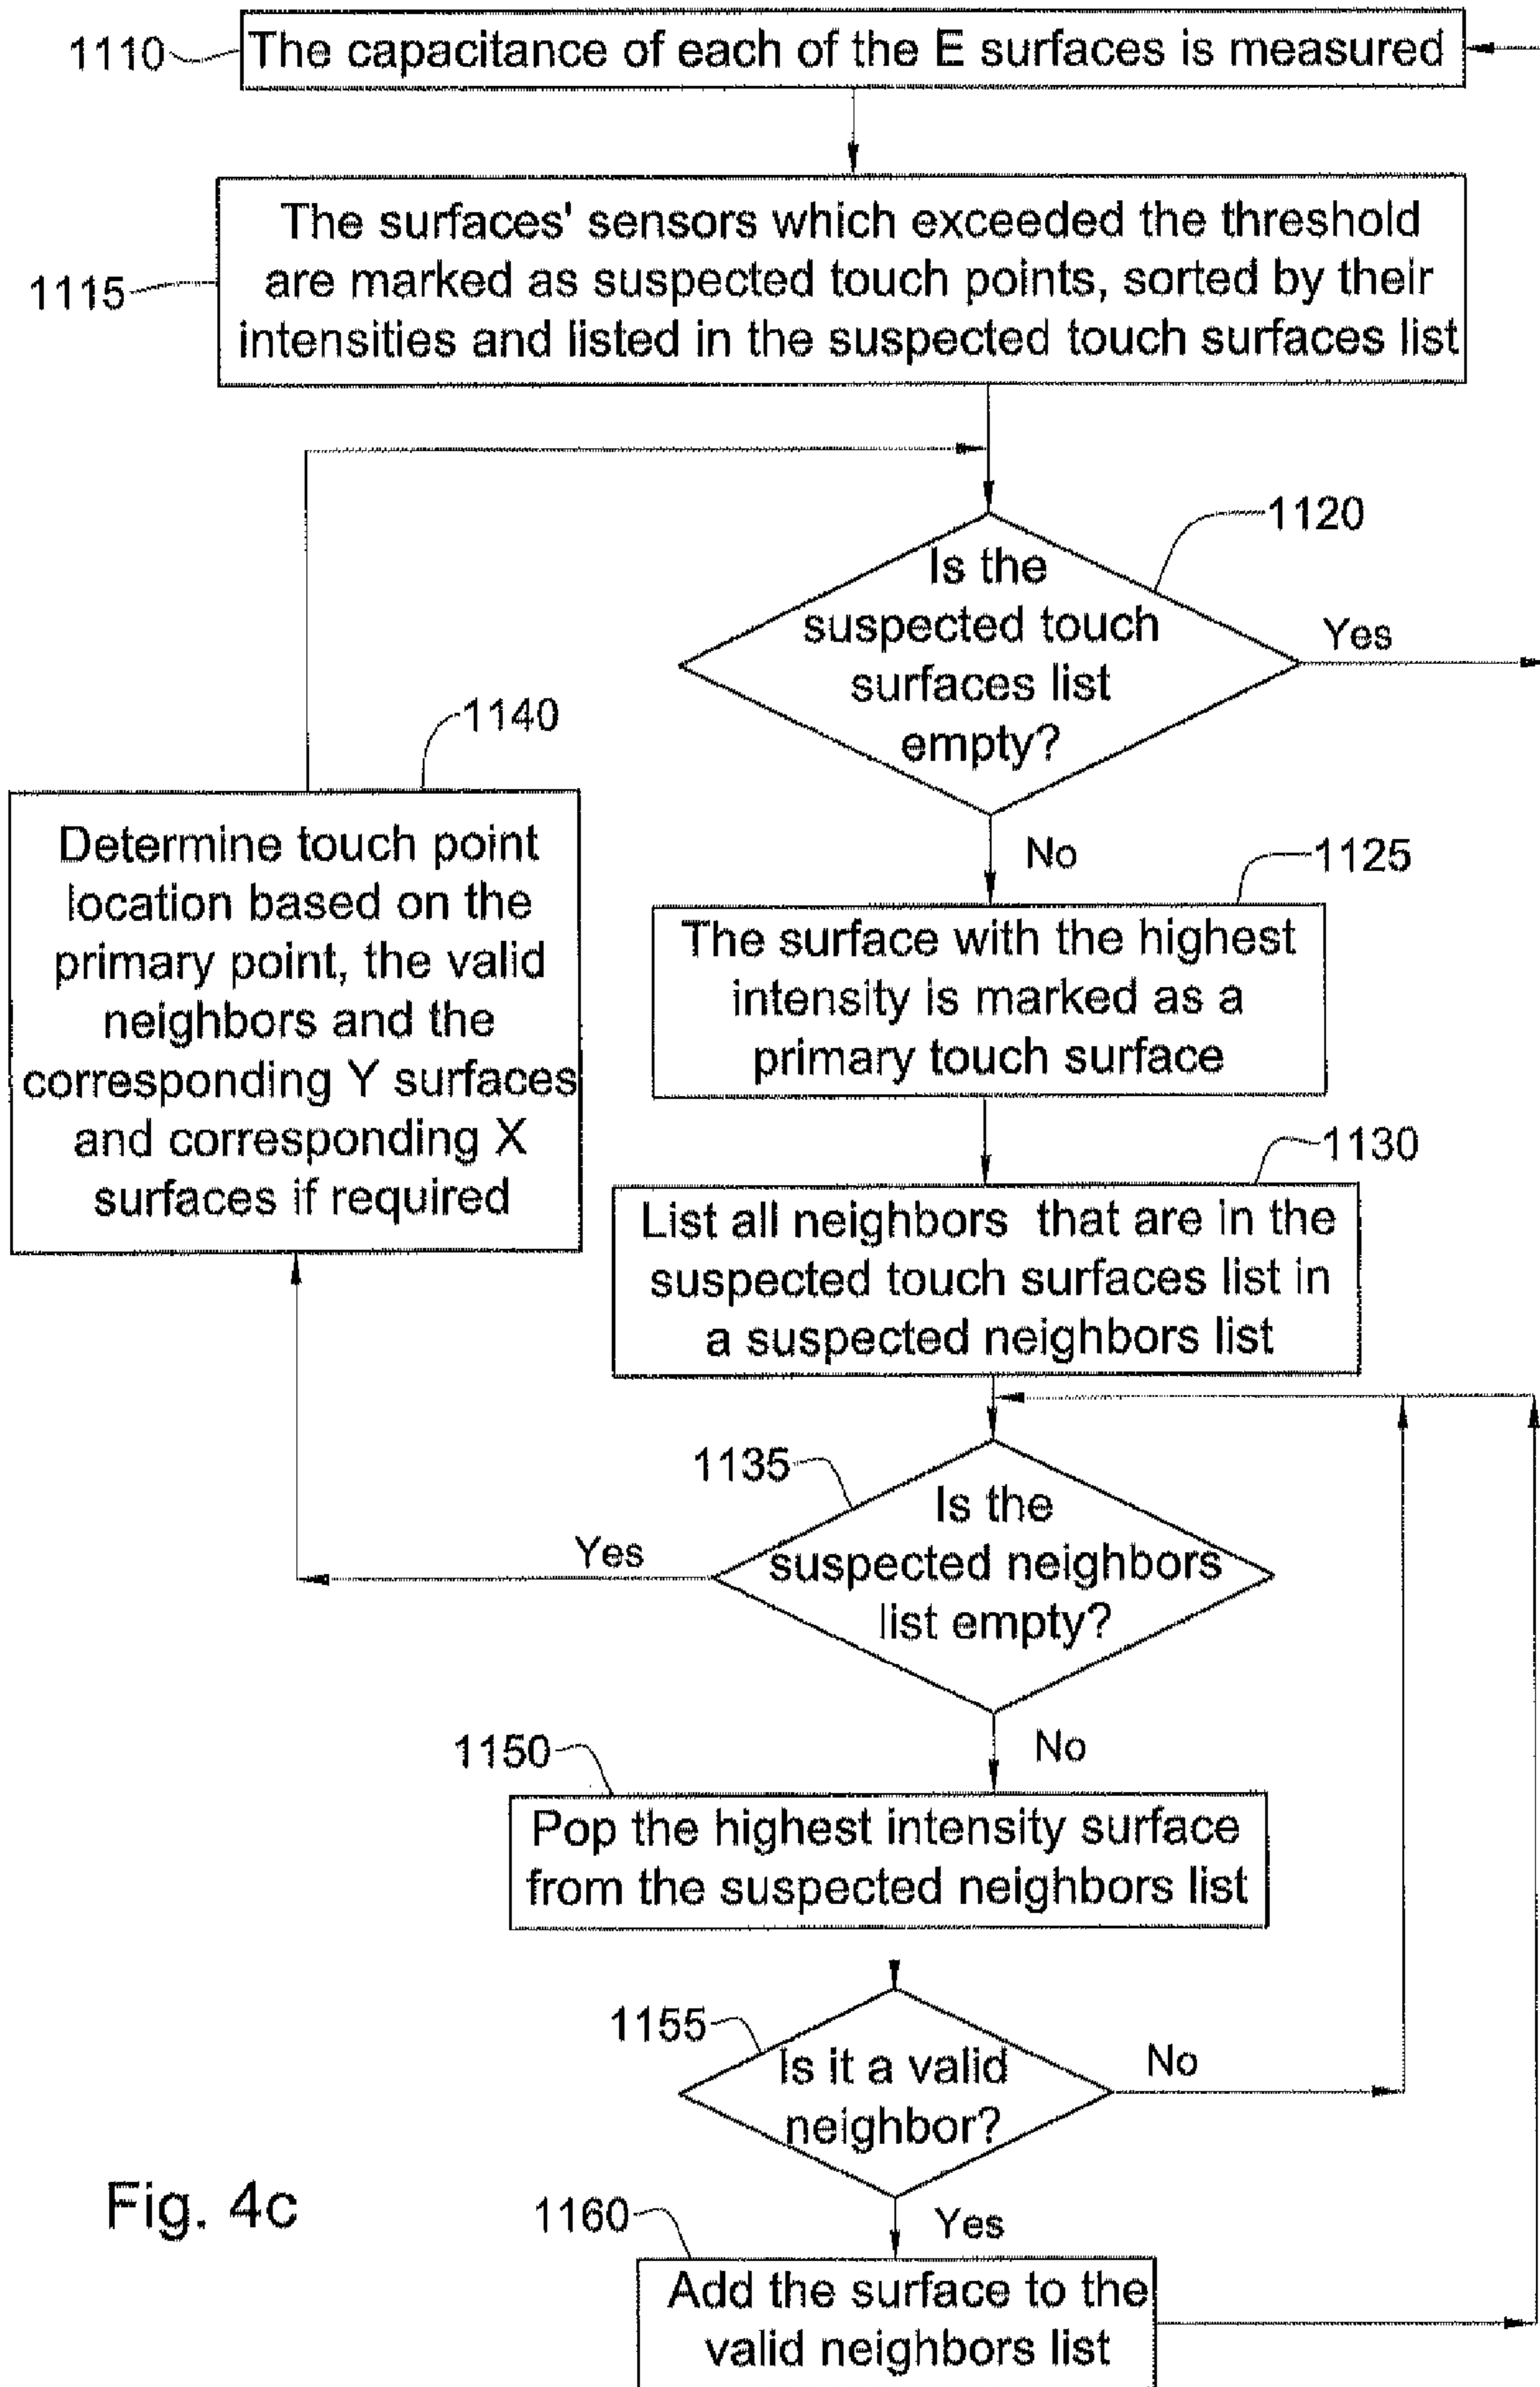 1110
The capacitance of each of the E surfaces is measured
The surfaces' sensors which exceeded the threshold
are marked as suspected touch points, sorted by their
intensities and listed in the suspected touch surfaces list
1115
1120
Is the
suspected touch
surfaces list
empty?
Yes
No
1140
Determine touch point
location based on the
primary point, the valid
neighbors and the
corresponding Y surfaces
and corresponding X
surfaces if required
1125
The surface with the highest
intensity is marked as a
primary touch surface
1130
List all neighbors that are in the
suspected touch surfaces list in
a suspected neighbors list
1135
Is the
suspected neighbors
list empty?
Yes
No
1150
Pop the highest intensity surface
from the suspected neighbors list
1155
Is it a valid
neighbor?
No
Yes
1160
Add the surface to the
valid neighbors list
Fig. 4c